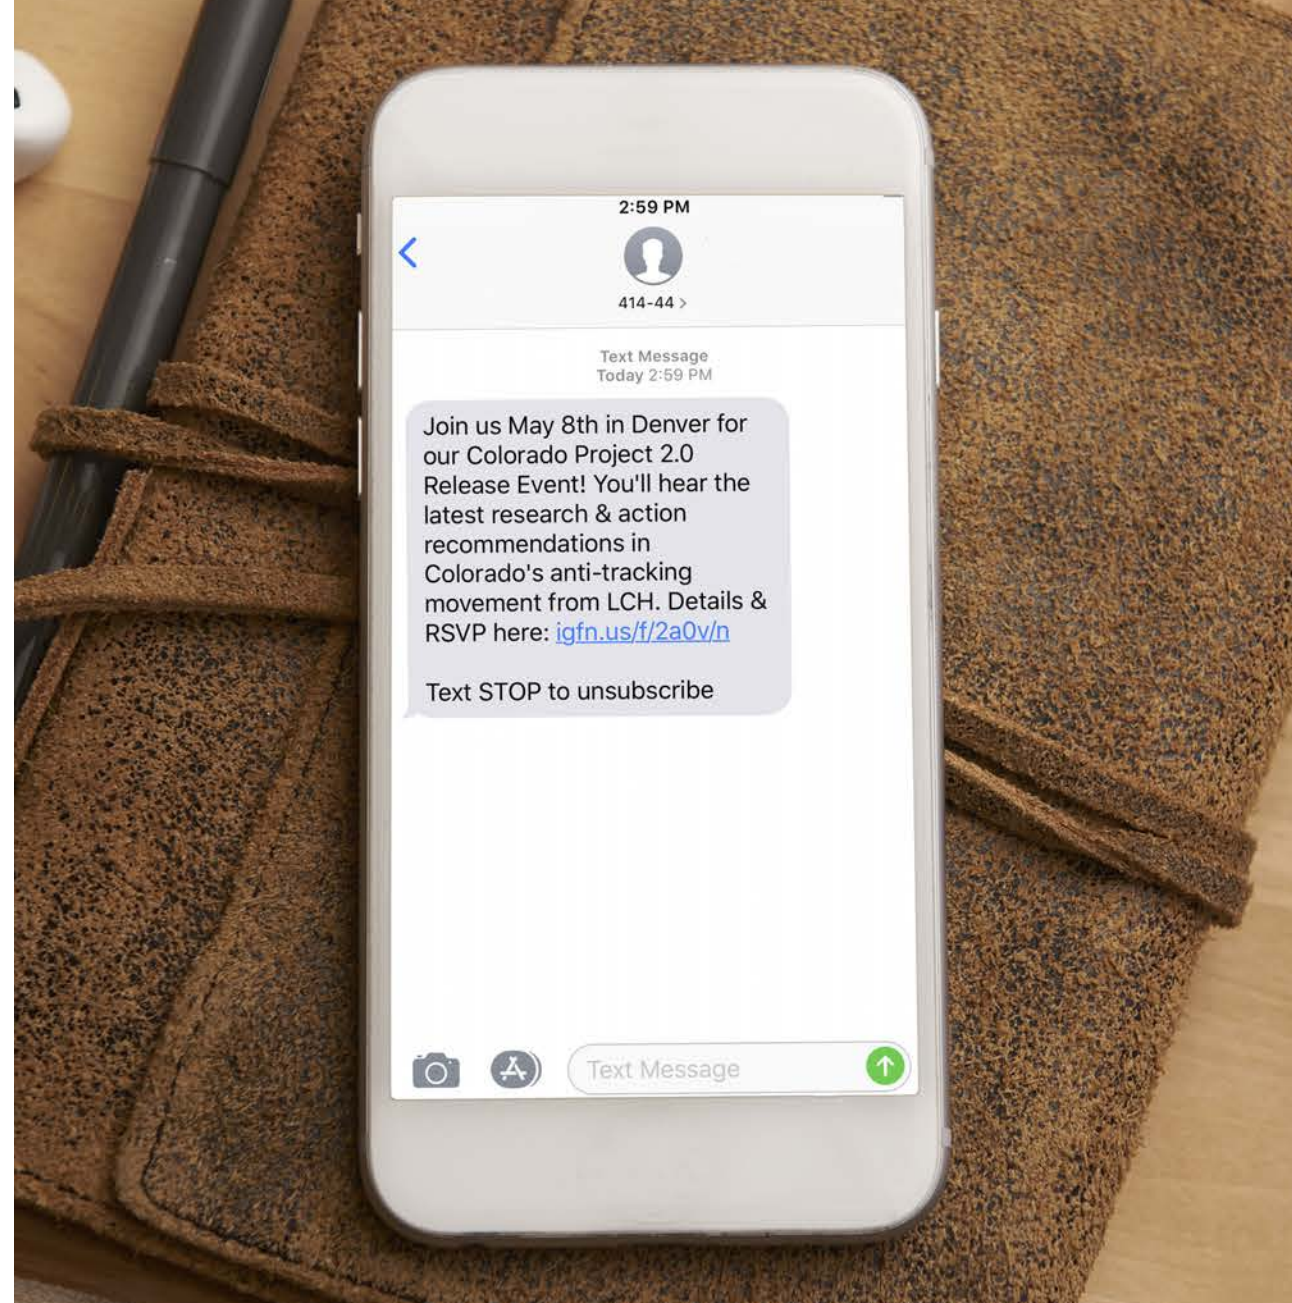 2:59 PM
414-44 >
Text Message
Today 2:59 PM
Join us May 8th in Denver for
our Colorado Project 2.0
Release Event! You'll hear the
latest research & action
recommendations in
Colorado's anti-tracking
movement from LCH. Details &
RSVP here: igfn.us/f/2a0v/n
Text STOP to unsubscribe
Text Message